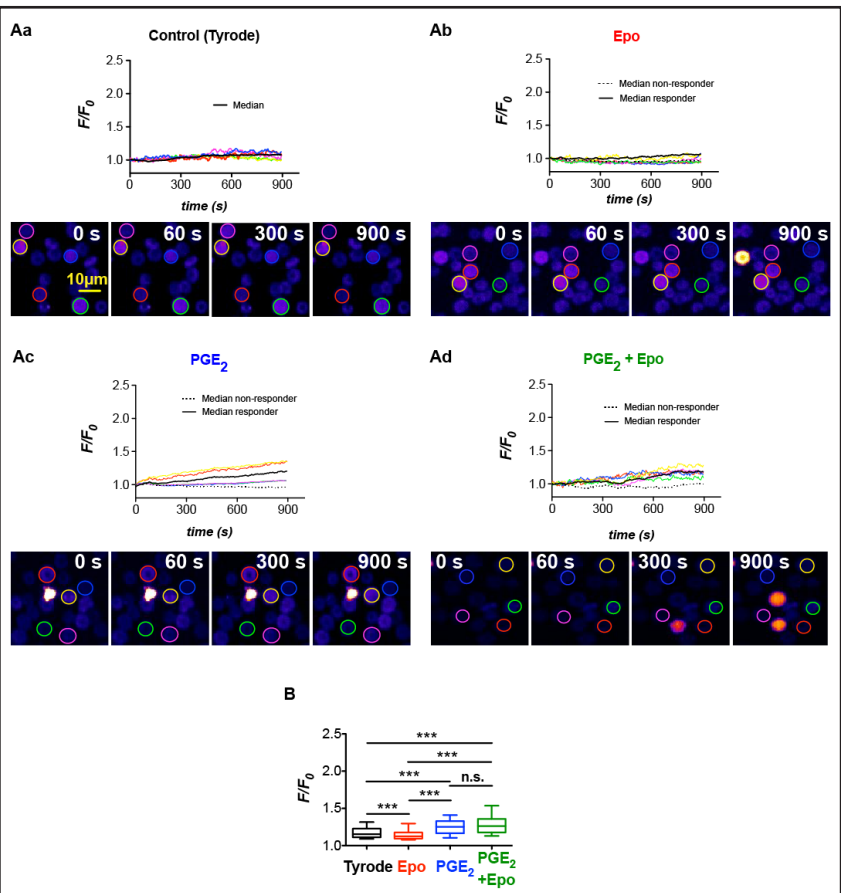 Aa
Control (Tyrode)
2.5
2.0
1.5
1.0
F/F0
Median
0 300 600 900
time (s)
0 s 60 s 300 s 900 s
10µm
Ab
Epo
2.5
2.0
1.5
1.0
F/F0
Median non-responder
Median responder
0 300 600 900
time (s)
0 s 60 s 300 s 900 s
Ac
PGE2
2.5
2.0
1.5
1.0
F/F0
Median non-responder
Median responder
0 300 600 900
time (s)
0 s 60 s 300 s 900 s
Ad
PGE2 + Epo
2.5
2.0
1.5
1.0
F/F0
Median non-responder
Median responder
0 300 600 900
time (s)
0 s 60 s 300 s 900 s
B
2.5
2.0
1.5
1.0
F/F0
***
***
*** n.s.
*** ***
Tyrode Epo PGE2 PGE2
+Epo